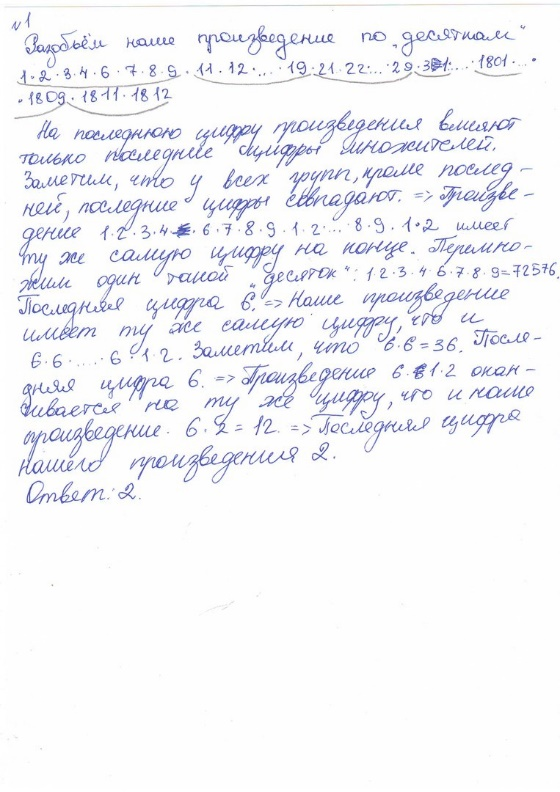 №1
Разобьём наше произведение по „десяткам“
1·2·3·4·6·7·8·9·11·12·...·19·21·22·...·29·31·...·1801·...·
·1809·1811·1812
На последнюю цифру произведения влияют
только последние цифры множителей.
Заметим, что у всех групп, кроме послед-
ней, последние цифры совпадают. => Произве-
дение 1·2·3·4·6·7·8·9·1·2·...·8·9·1·2 имеет
ту же самую цифру на конце. Перемно-
жим один такой „десяток“: 1·2·3·4·6·7·8·9=72576.
Последняя цифра 6. => Наше произведение
имеет ту же самую цифру, что и
6·6·....·6·1·2. Заметим, что 6·6=36. После-
дняя цифра 6. => Произведение 6·1·2 окан-
чивается на ту же цифру, что и наше
произведение. 6·2=12. => Последняя цифра
нашего произведения 2.
Ответ: 2.